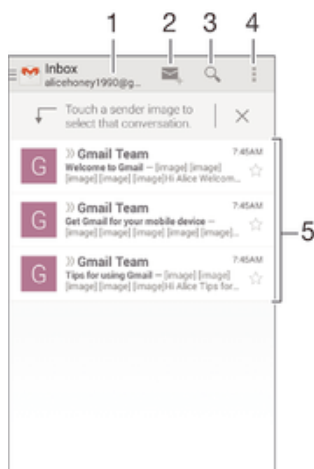 1 2 3 4
Inbox
alicehoney1990@g...
Touch a sender image to
select that conversation.
G
» Gmail Team 7:45AM
Welcome to Gmail – [image] [image]
[image] [image] [image]Hi Alice Welcom...
5
G
» Gmail Team 7:45AM
Get Gmail for your mobile device –
[image] [image] [image] [image] [image]...
G
» Gmail Team 7:45AM
Tips for using Gmail – [image] [image]
[image] [image] [image]Hi Alice Tips for...